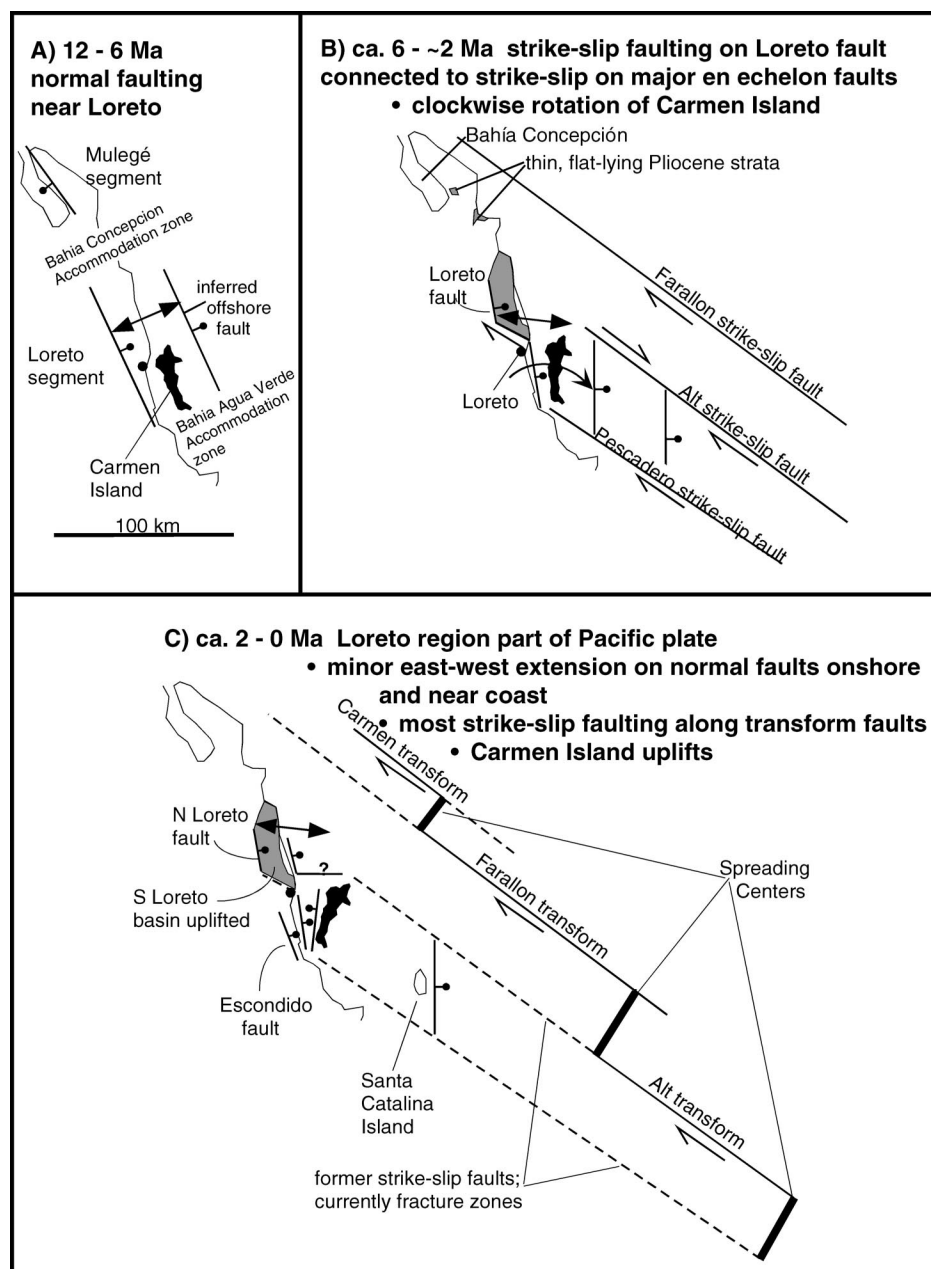 A) 12 - 6 Ma
normal faulting
near Loreto
Mulegé
segment
Bahia Concepcion
Accommodation zone
inferred
offshore
fault
Loreto
segment
Bahia Agua Verde
Accommodation
zone
Carmen
Island
100 km
B) ca. 6 - ~2 Ma strike-slip faulting on Loreto fault
connected to strike-slip on major en echelon faults
• clockwise rotation of Carmen Island
Bahía Concepción
thin, flat-lying Pliocene strata
Loreto
fault
Farallon strike-slip fault
Loreto
Alt strike-slip fault
Pescadero strike-slip fault
C) ca. 2 - 0 Ma Loreto region part of Pacific plate
• minor east-west extension on normal faults onshore
and near coast
• most strike-slip faulting along transform faults
• Carmen Island uplifts
Carmen transform
N Loreto
fault
?
S Loreto
basin uplifted
Farallon transform
Spreading
Centers
Escondido
fault
Santa
Catalina
Island
Alt transform
former strike-slip faults;
currently fracture zones